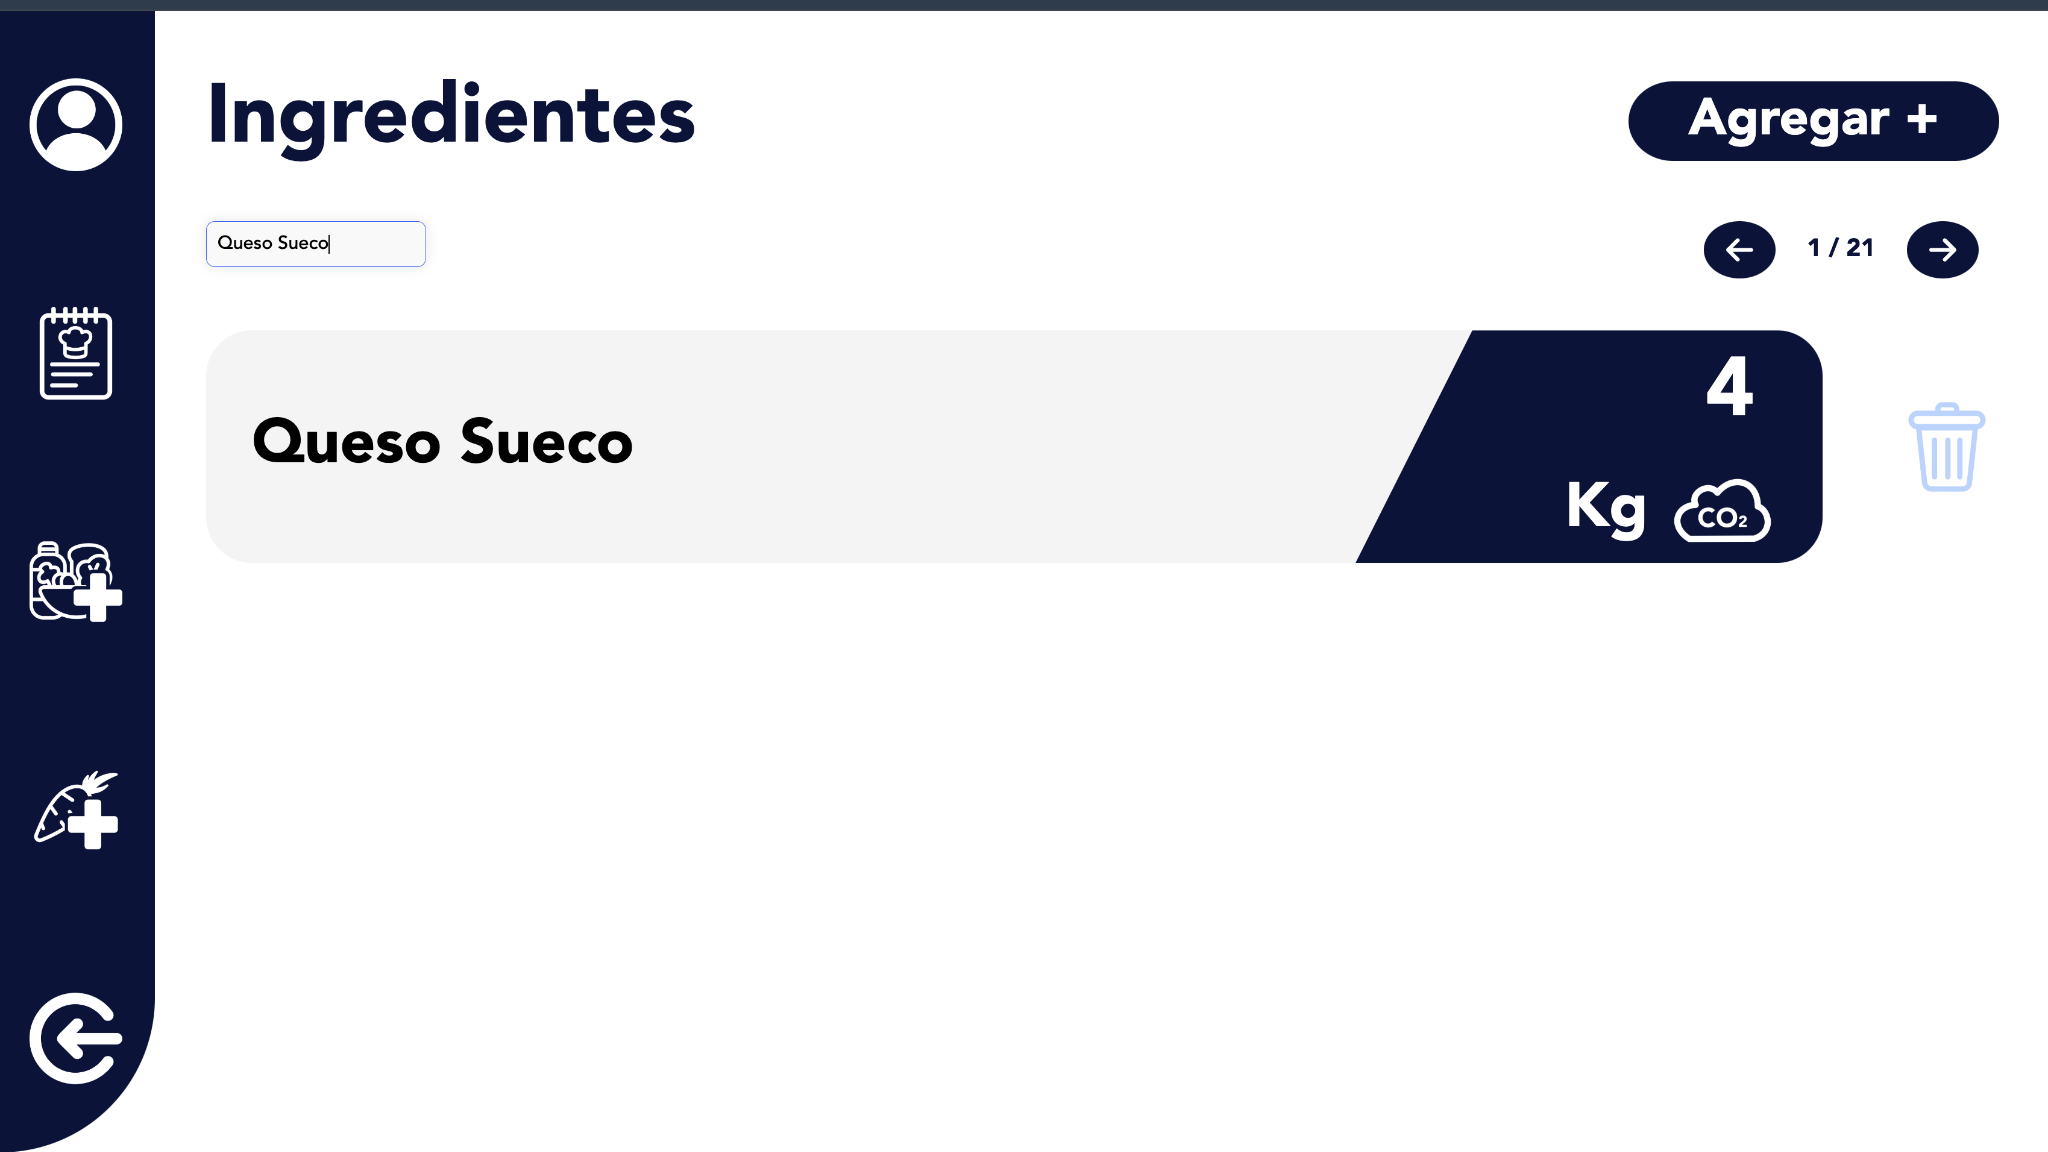 Ingredientes
Agregar +
Queso Sueco
1 / 21
Queso Sueco
4
Kg
CO₂